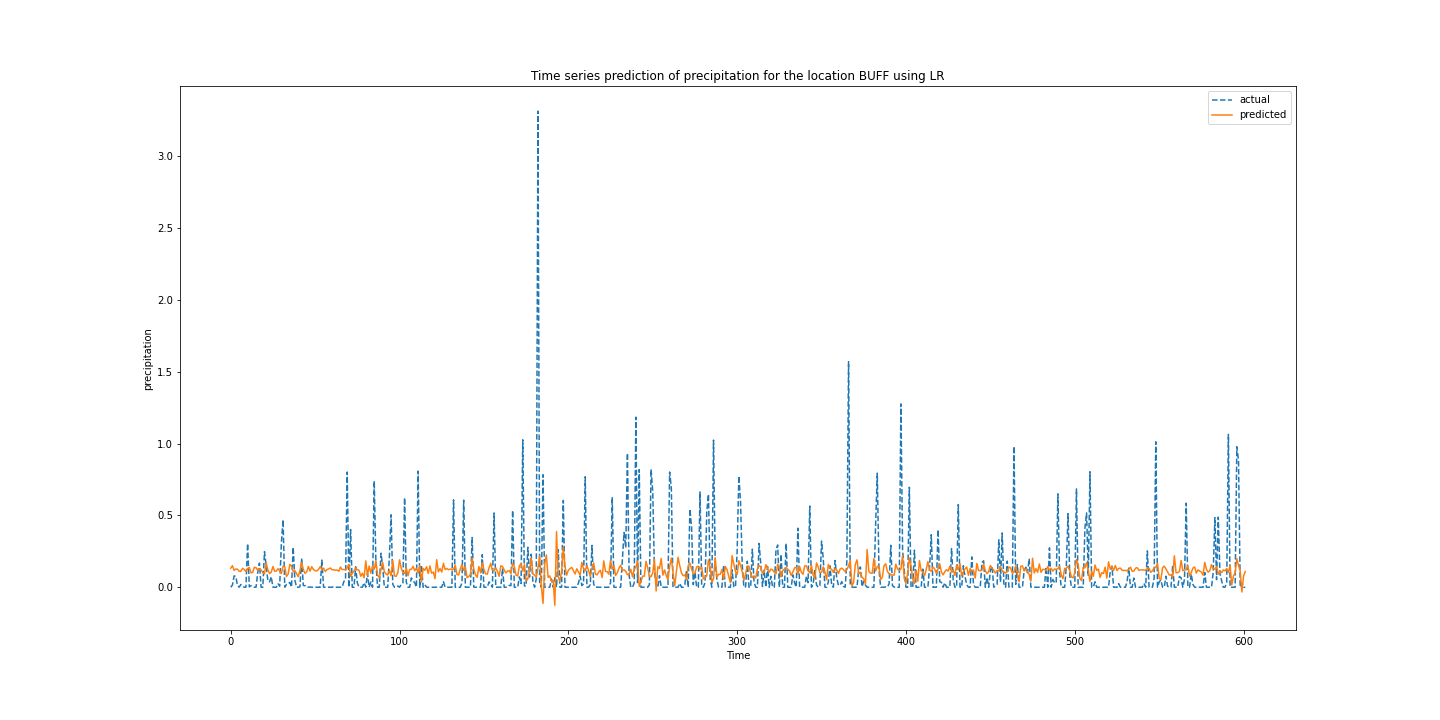 Time series prediction of precipitation for the location BUFF using LR
actual
predicted
3.0
2.5
2.0
1.5
1.0
0.5
0.0
precipitation
0 100 200 300 400 500 600
Time